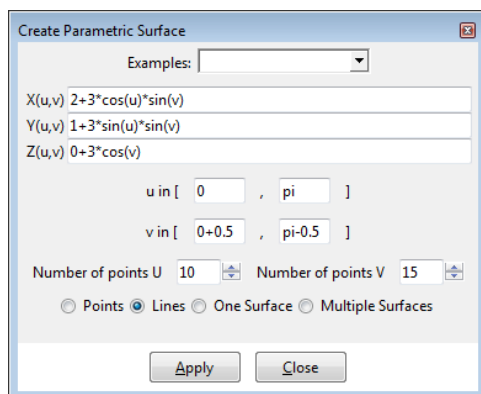 Create Parametric Surface
Examples:
X(u,v) 2+3*cos(u)*sin(v)
Y(u,v) 1+3*sin(u)*sin(v)
Z(u,v) 0+3*cos(v)
u in [ 0 , pi ]
v in [ 0+0.5 , pi-0.5 ]
Number of points U 10 Number of points V 15
Points Lines One Surface Multiple Surfaces
Apply Close